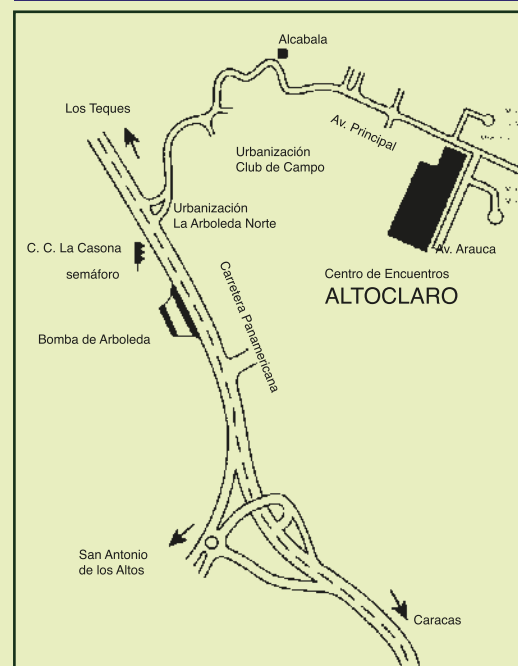 Alcabala
Los Teques
Av. Principal
Urbanización
Club de Campo
Urbanización
La Arboleda Norte
C. C. La Casona
semáforo
Av. Arauca
Centro de Encuentros
ALTOCLARO
Carretera Panamericana
Bomba de Arboleda
San Antonio
de los Altos
Caracas